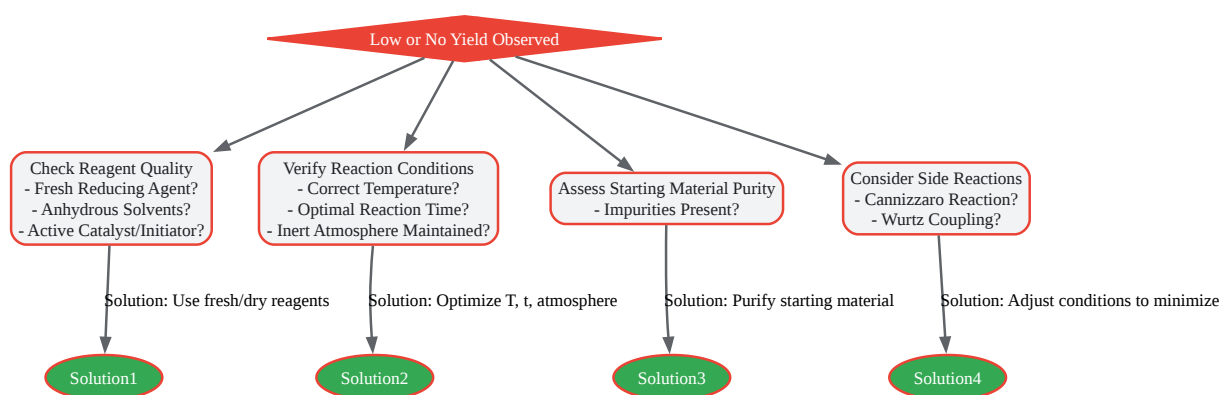 Low or No Yield Observed
Check Reagent Quality
- Fresh Reducing Agent?
- Anhydrous Solvents?
- Active Catalyst/Initiator?
Verify Reaction Conditions
- Correct Temperature?
- Optimal Reaction Time?
- Inert Atmosphere Maintained?
Assess Starting Material Purity
- Impurities Present?
Consider Side Reactions
- Cannizzaro Reaction?
- Wurtz Coupling?
Solution: Use fresh/dry reagents
Solution: Optimize T, t, atmosphere
Solution: Purify starting material
Solution: Adjust conditions to minimize
Solution1
Solution2
Solution3
Solution4